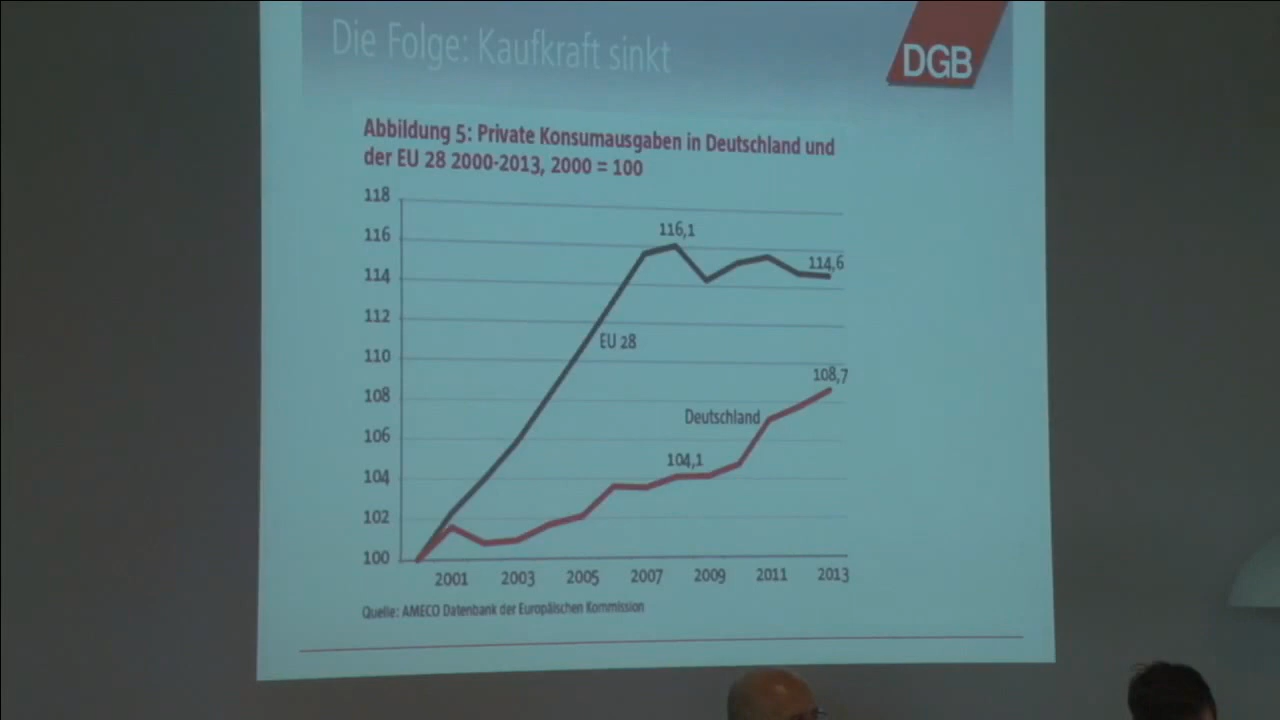 Die Folge: Kaufkraft sinkt
DGB
Abbildung 5: Private Konsumausgaben in Deutschland und
der EU 28 2000-2013, 2000 = 100
118
116
114
112
110
108
106
104
102
100
116,1
114,6
EU 28
108,7
Deutschland
104,1
2001 2003 2005 2007 2009 2011 2013
Quelle: AMECO Datenbank der Europäischen Kommission